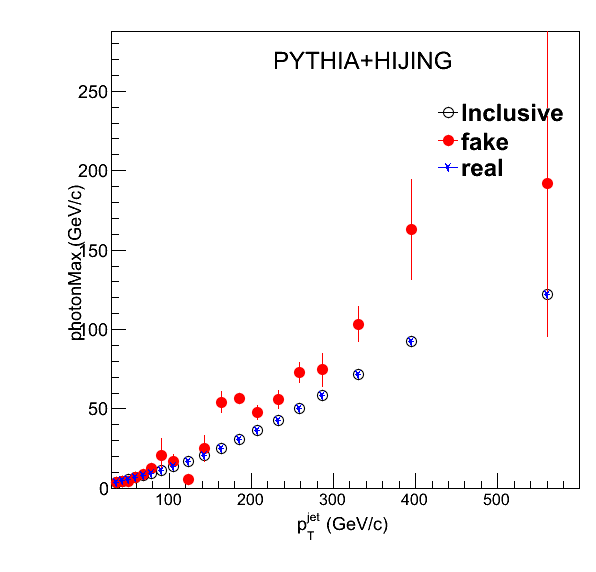 PYTHIA+HIJING
Inclusive
fake
real
photonMax (GeV/c)
250
200
150
100
50
0
100
200
300
400
500
p_T^jet (GeV/c)